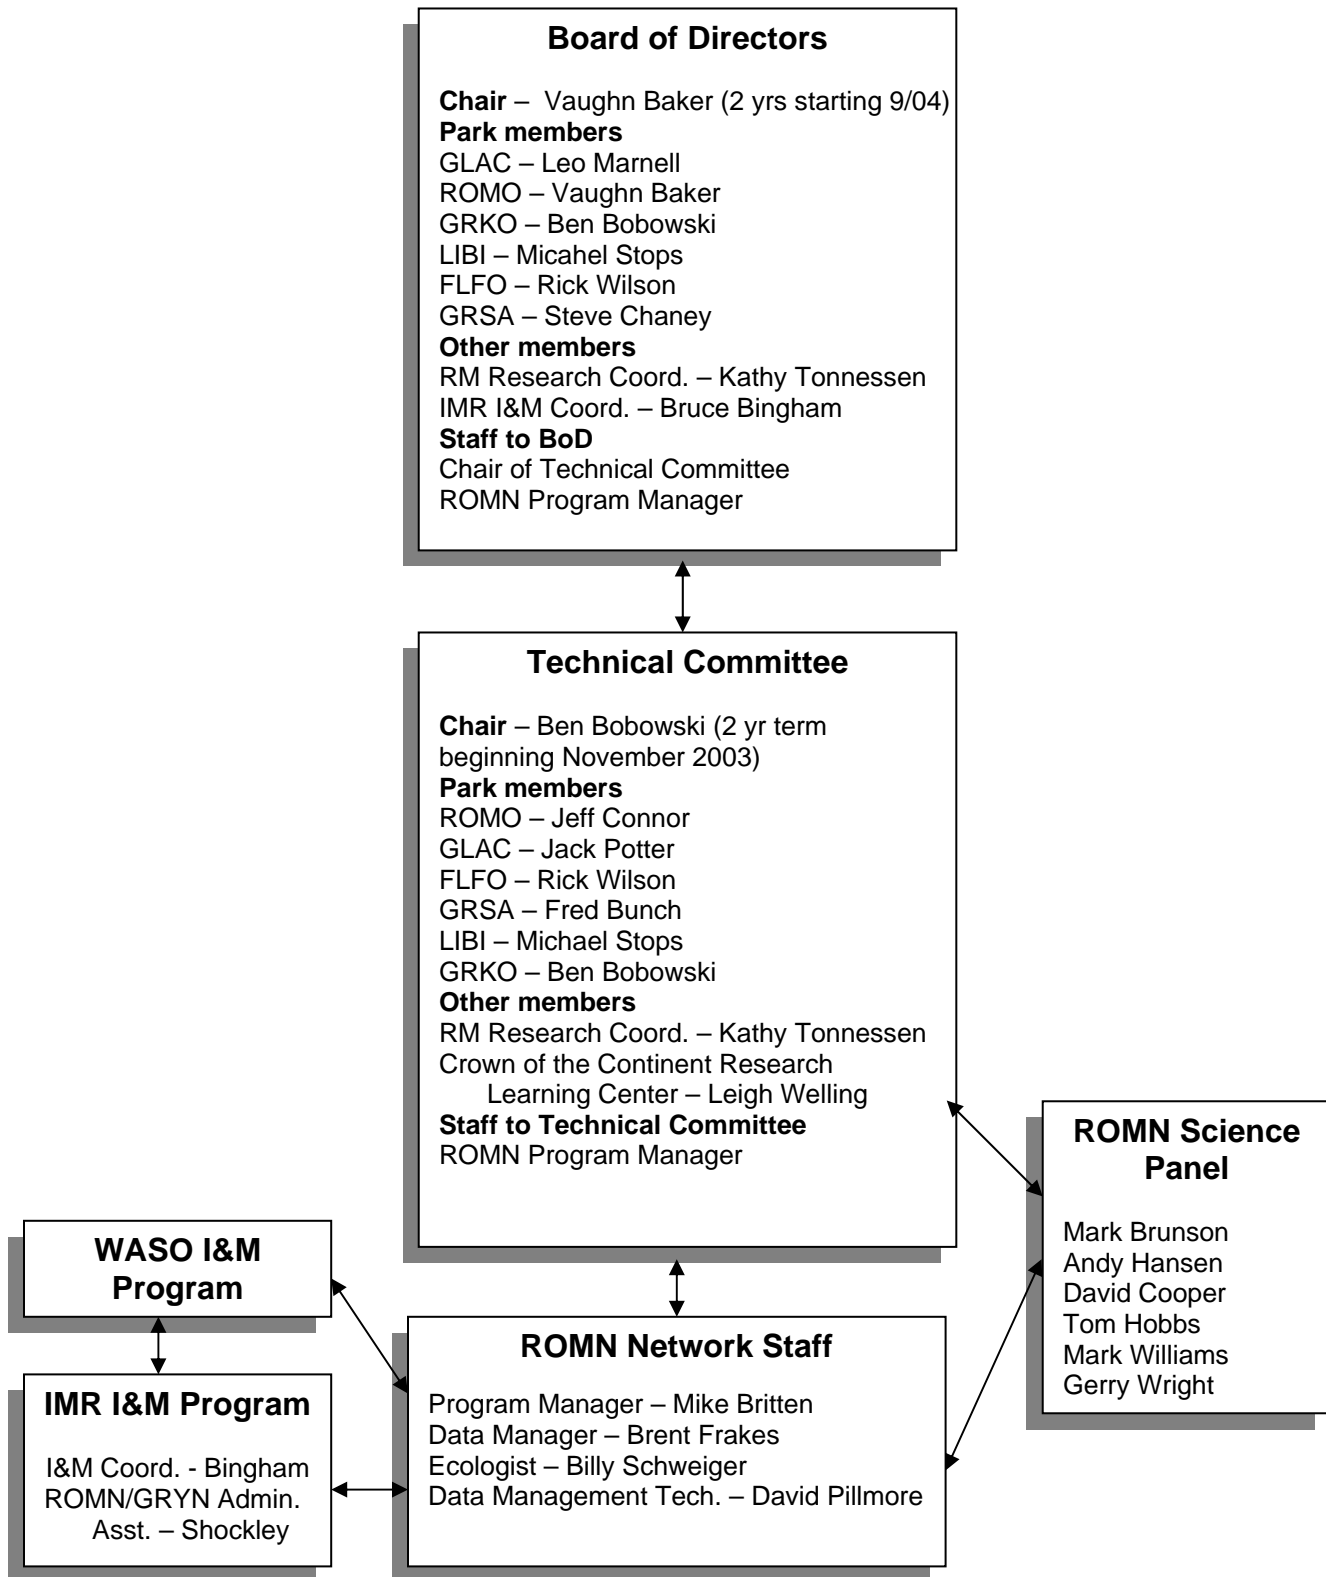 Board of Directors
Chair – Vaughn Baker (2 yrs starting 9/04)
Park members
GLAC – Leo Marnell
ROMO – Vaughn Baker
GRKO – Ben Bobowski
LIBI – Micahel Stops
FLFO – Rick Wilson
GRSA – Steve Chaney
Other members
RM Research Coord. – Kathy Tonnessen
IMR I&M Coord. – Bruce Bingham
Staff to BoD
Chair of Technical Committee
ROMN Program Manager
Technical Committee
Chair – Ben Bobowski (2 yr term
beginning November 2003)
Park members
ROMO – Jeff Connor
GLAC – Jack Potter
FLFO – Rick Wilson
GRSA – Fred Bunch
LIBI – Michael Stops
GRKO – Ben Bobowski
Other members
RM Research Coord. – Kathy Tonnessen
Crown of the Continent Research
Learning Center – Leigh Welling
Staff to Technical Committee
ROMN Program Manager
ROMN Science
Panel
Mark Brunson
Andy Hansen
David Cooper
Tom Hobbs
Mark Williams
Gerry Wright
WASO I&M
Program
IMR I&M Program
I&M Coord. - Bingham
ROMN/GRYN Admin.
Asst. – Shockley
ROMN Network Staff
Program Manager – Mike Britten
Data Manager – Brent Frakes
Ecologist – Billy Schweiger
Data Management Tech. – David Pillmore